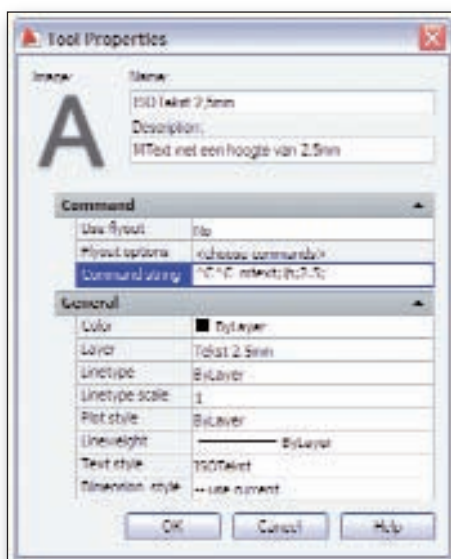 Tool Properties
Image:
Name:
ISOTekst 2,5mm
Description:
MText met een hoogte van 2.5mm
Command
Use flyout No
Flyout options <choose commands>
Command string
General
Color ByLayer
Layer Tekst 2.5mm
Linetype ByLayer
Linetype scale 1
Plot style ByLayer
Lineweight ByLayer
Text style ISOTekst
Dimension style -- use current
OK Cancel Help